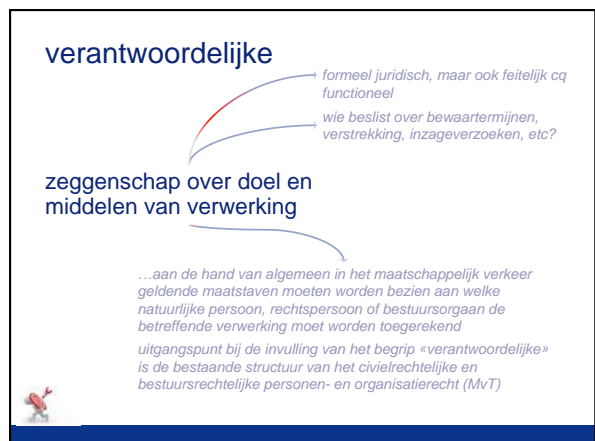 verantwoordelijke
formeel juridisch, maar ook feitelijk cq
functioneel
wie beslist over bewaartermijnen,
verstrekking, inzageverzoeken, etc?
zeggenschap over doel en
middelen van verwerking
…aan de hand van algemeen in het maatschappelijk verkeer
geldende maatstaven moeten worden bezien aan welke
natuurlijke persoon, rechtspersoon of bestuursorgaan de
betreffende verwerking moet worden toegerekend
uitgangspunt bij de invulling van het begrip «verantwoordelijke»
is de bestaande structuur van het civielrechtelijke en
bestuursrechtelijke personen- en organisatierecht (MvT)